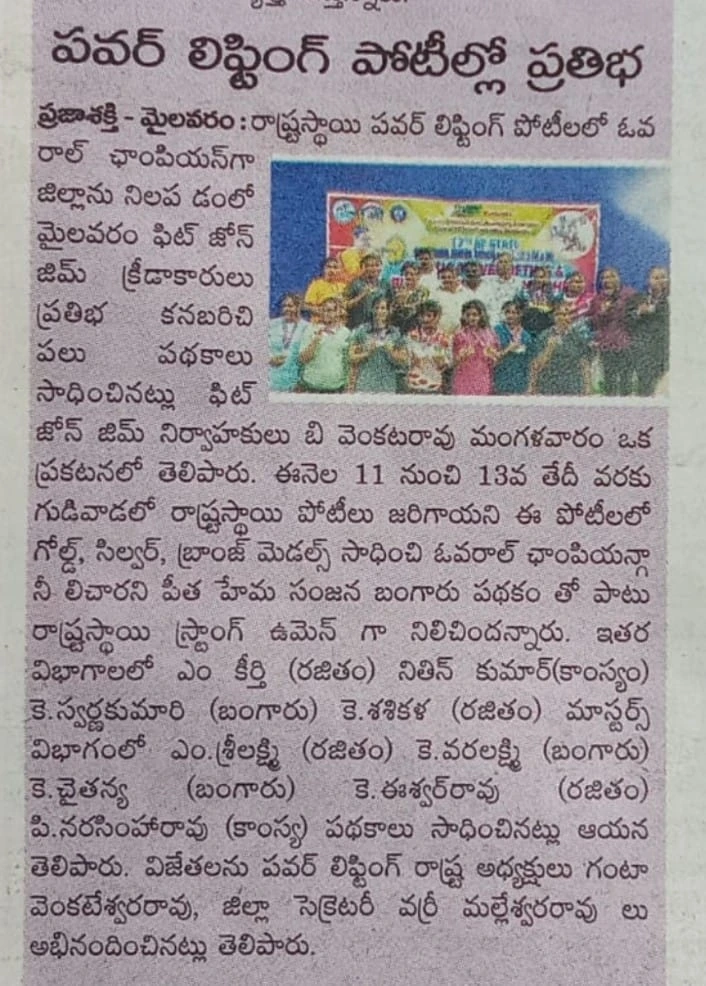 పవర్ లిఫ్టింగ్ పోటీల్లో ప్రతిభ
ప్రజాశక్తి - మైలవరం : రాష్ట్రస్థాయి పవర్ లిఫ్టింగ్ పోటీలలో ఓవ
రాల్ ఛాంపియన్‌గా
జిల్లాను నిలప డంలో
మైలవరం ఫిట్ జోన్
జిమ్ క్రీడాకారులు
ప్రతిభ కనబరిచి
పలు పథకాలు
సాధించినట్లు ఫిట్
జోన్ జిమ్ నిర్వాహకులు బి వెంకటరావు మంగళవారం ఒక
ప్రకటనలో తెలిపారు. ఈనెల 11 నుంచి 13వ తేదీ వరకు
గుడివాడలో రాష్ట్రస్థాయి పోటీలు జరిగాయని ఈ పోటీలలో
గోల్డ్, సిల్వర్, బ్రాంజ్ మెడల్స్ సాధించి ఓవరాల్ ఛాంపియన్గా
నీ లిచారని పీత హేమ సంజన బంగారు పథకం తో పాటు
రాష్ట్రస్థాయి స్ట్రాంగ్ ఉమెన్ గా నిలిచిందన్నారు. ఇతర
విభాగాలలో ఎం కీర్తి (రజితం) నితిన్ కుమార్(కాంస్యం)
కె.స్వర్ణకుమారి (బంగారు) కె.శశికళ (రజితం) మాస్టర్స్
విభాగంలో ఎం.శ్రీలక్ష్మి (రజితం) కె.వరలక్ష్మి (బంగారు)
కె.చైతన్య (బంగారు) కె.ఈశ్వర్‌రావు (రజితం)
పి.నరసింహారావు (కాంస్య) పథకాలు సాధించినట్లు ఆయన
తెలిపారు. విజేతలను పవర్ లిఫ్టింగ్ రాష్ట్ర అధ్యక్షులు గంటా
వెంకటేశ్వరరావు, జిల్లా సెక్రెటరీ వర్రీ మల్లేశ్వరరావు లు
అభినందించినట్లు తెలిపారు.